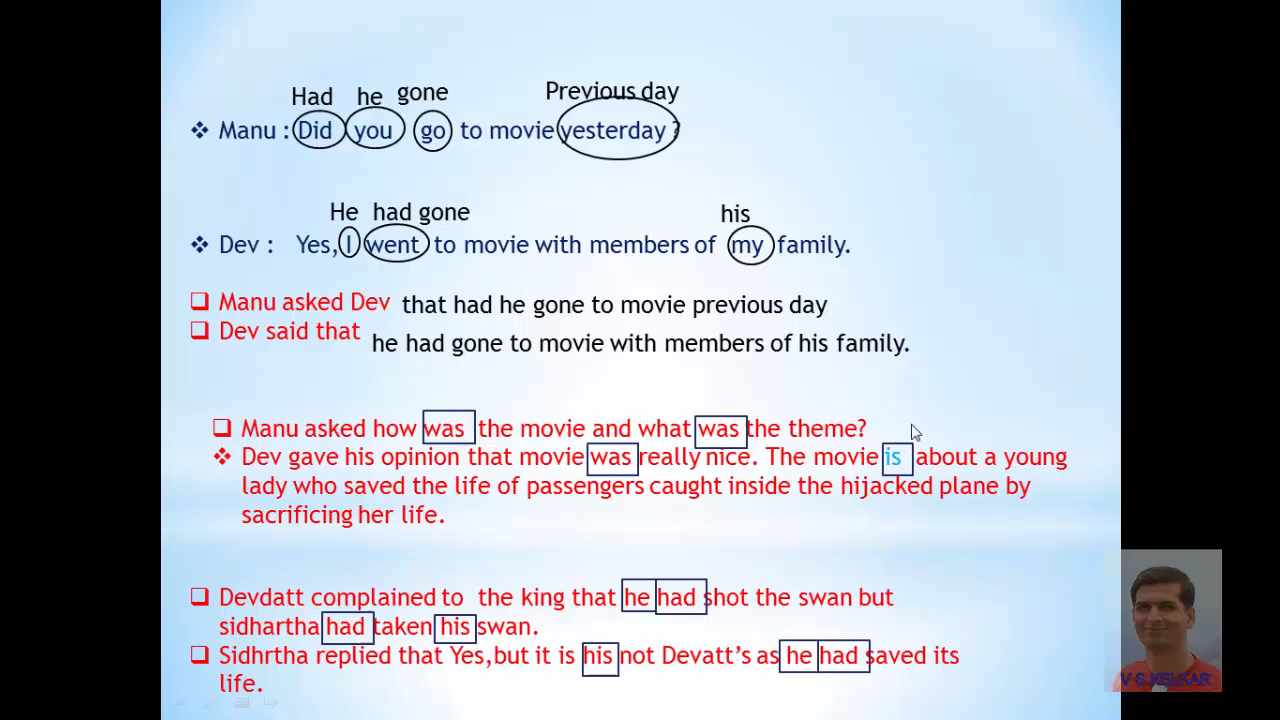 Had he gone Previous day
❖ Manu : Did you go to movie yesterday ?
He had gone his
❖ Dev : Yes, I went to movie with members of my family.
❑ Manu asked Dev that had he gone to movie previous day
❑ Dev said that he had gone to movie with members of his family.
❑ Manu asked how was the movie and what was the theme?
❖ Dev gave his opinion that movie was really nice. The movie is about a young
lady who saved the life of passengers caught inside the hijacked plane by
sacrificing her life.
❑ Devdatt complained to the king that he had shot the swan but
sidhartha had taken his swan.
❑ Sidhrtha replied that Yes,but it is his not Devatt's as he had saved its
life.
V S KELKAR